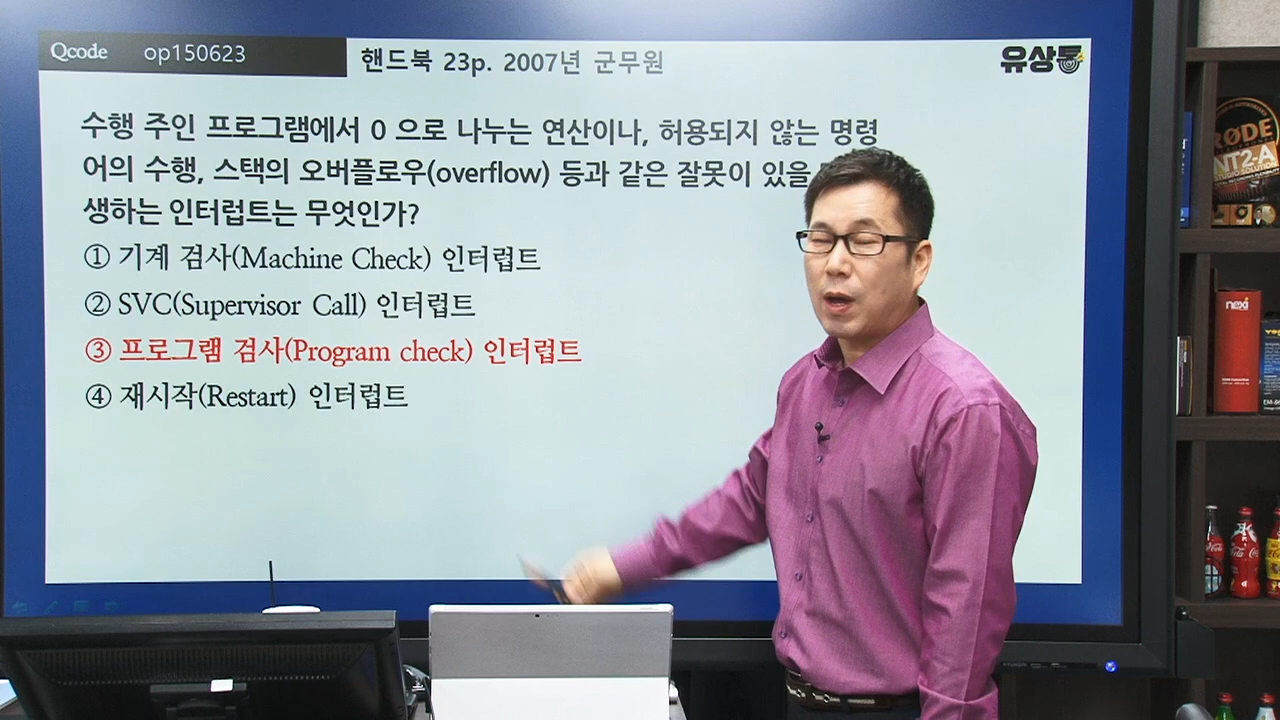 Qcode op150623 핸드북 23p. 2007년 군무원
유상통
수행 주인 프로그램에서 0 으로 나누는 연산이나, 허용되지 않는 명령
어의 수행, 스택의 오버플로우(overflow) 등과 같은 잘못이 있을
생하는 인터럽트는 무엇인가?
① 기계 검사(Machine Check) 인터럽트
② SVC(Supervisor Call) 인터럽트
③ 프로그램 검사(Program check) 인터럽트
④ 재시작(Restart) 인터럽트
RØDE
NT2-A
nexi
Coca-Cola